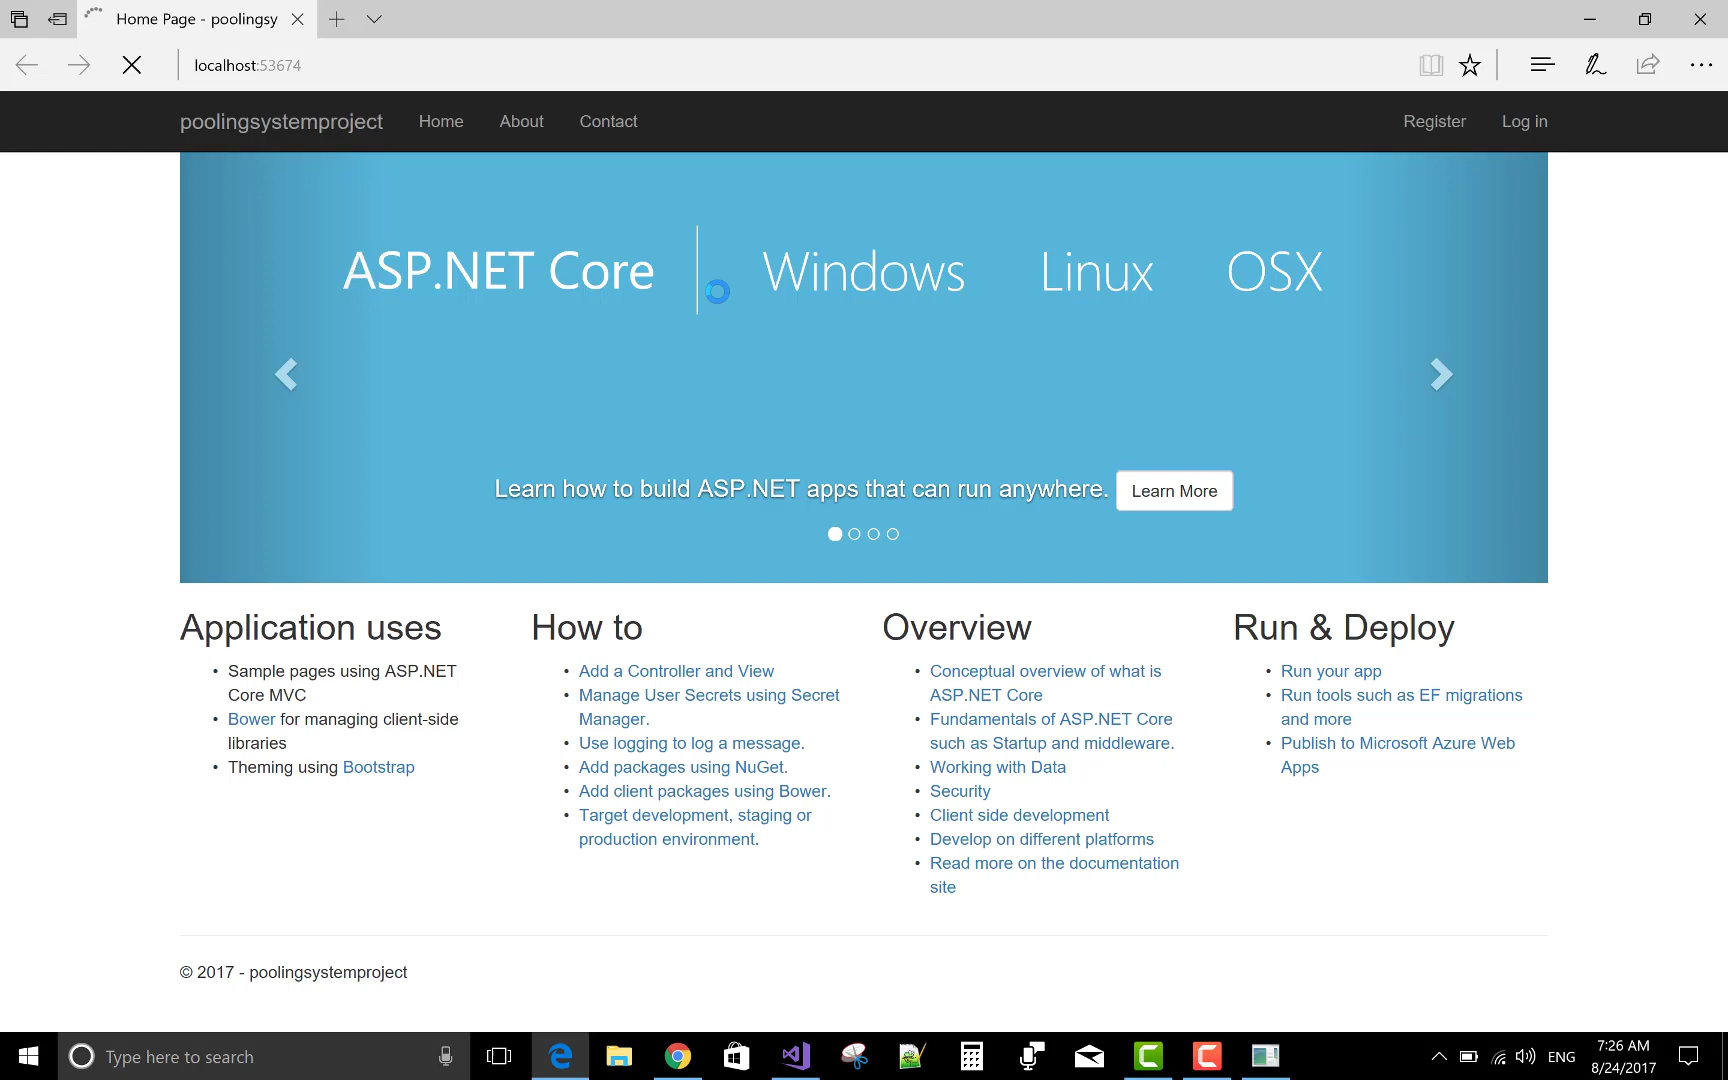 Home Page - poolingsy
localhost:53674
poolingsystemproject Home About Contact Register Log in
ASP.NET Core Windows Linux OSX
Learn how to build ASP.NET apps that can run anywhere. Learn More
Application uses
Sample pages using ASP.NET
Core MVC
Bower for managing client-side
libraries
Theming using Bootstrap
How to
Add a Controller and View
Manage User Secrets using Secret
Manager.
Use logging to log a message.
Add packages using NuGet.
Add client packages using Bower.
Target development, staging or
production environment.
Overview
Conceptual overview of what is
ASP.NET Core
Fundamentals of ASP.NET Core
such as Startup and middleware.
Working with Data
Security
Client side development
Develop on different platforms
Read more on the documentation
site
Run & Deploy
Run your app
Run tools such as EF migrations
and more
Publish to Microsoft Azure Web
Apps
© 2017 - poolingsystemproject
Type here to search
ENG
7:26 AM
8/24/2017